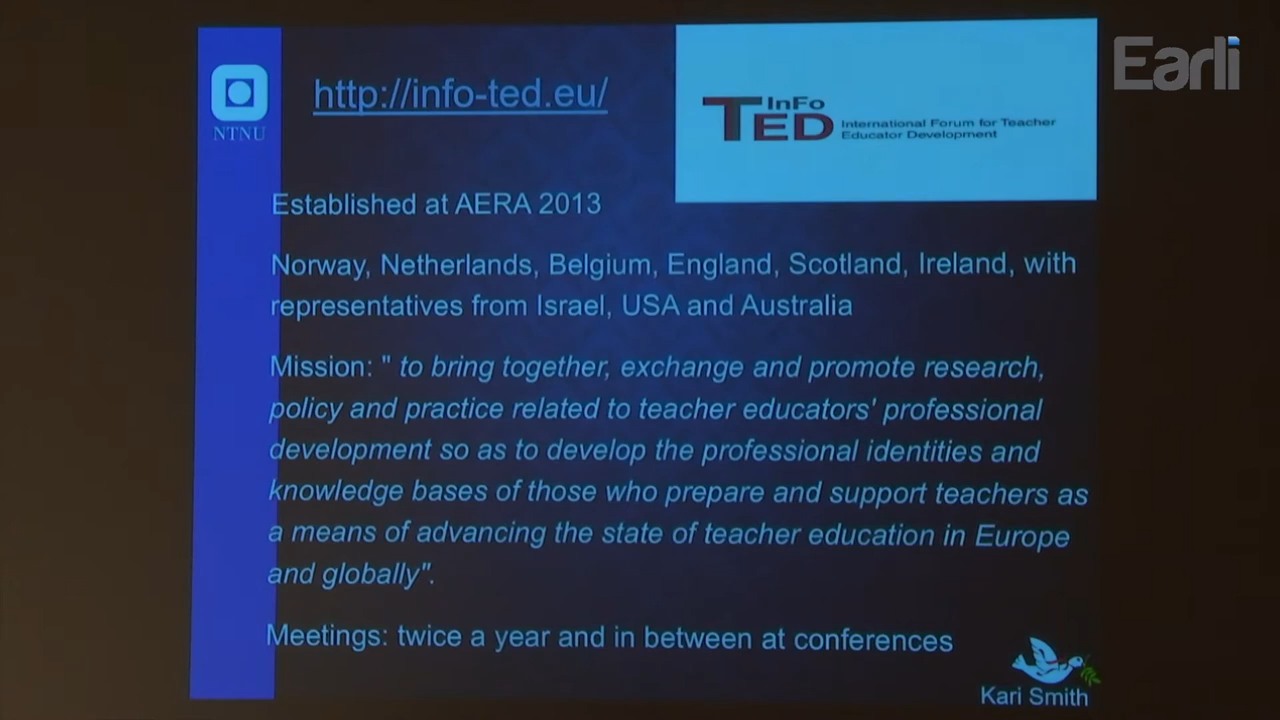 Earli
http://info-ted.eu/
InFo
TED
International Forum for Teacher
Educator Development
NTNU
Established at AERA 2013
Norway, Netherlands, Belgium, England, Scotland, Ireland, with
representatives from Israel, USA and Australia
Mission: " to bring together, exchange and promote research,
policy and practice related to teacher educators' professional
development so as to develop the professional identities and
knowledge bases of those who prepare and support teachers as
a means of advancing the state of teacher education in Europe
and globally".
Meetings: twice a year and in between at conferences
Kari Smith